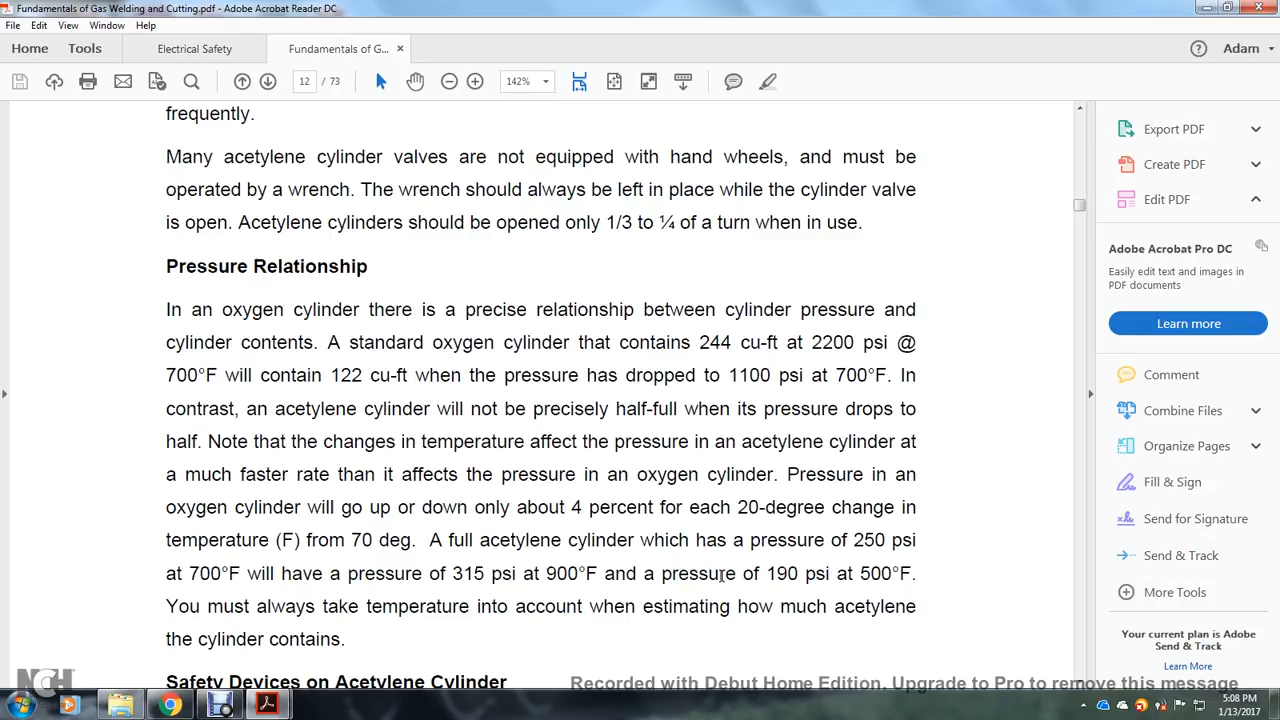 Fundamentals of Gas Welding and Cutting.pdf - Adobe Acrobat Reader DC
File Edit View Window Help
Home Tools Electrical Safety Fundamentals of G... × Adam
12 / 73 142%
frequently.
Many acetylene cylinder valves are not equipped with hand wheels, and must be
operated by a wrench. The wrench should always be left in place while the cylinder valve
is open. Acetylene cylinders should be opened only 1/3 to ¼ of a turn when in use.
Pressure Relationship
In an oxygen cylinder there is a precise relationship between cylinder pressure and
cylinder contents. A standard oxygen cylinder that contains 244 cu-ft at 2200 psi @
700°F will contain 122 cu-ft when the pressure has dropped to 1100 psi at 700°F. In
contrast, an acetylene cylinder will not be precisely half-full when its pressure drops to
half. Note that the changes in temperature affect the pressure in an acetylene cylinder at
a much faster rate than it affects the pressure in an oxygen cylinder. Pressure in an
oxygen cylinder will go up or down only about 4 percent for each 20-degree change in
temperature (F) from 70 deg. A full acetylene cylinder which has a pressure of 250 psi
at 700°F will have a pressure of 315 psi at 900°F and a pressure of 190 psi at 500°F.
You must always take temperature into account when estimating how much acetylene
the cylinder contains.
Safety Devices on Acetylene Cylinder
Export PDF
Create PDF
Edit PDF
Adobe Acrobat Pro DC
Easily edit text and images in
PDF documents
Learn more
Comment
Combine Files
Organize Pages
Fill & Sign
Send for Signature
Send & Track
More Tools
Your current plan is Adobe
Send & Track
Learn More
NCH
Recorded with Debut Home Edition. Upgrade to Pro to remove this message
5:08 PM
1/13/2017